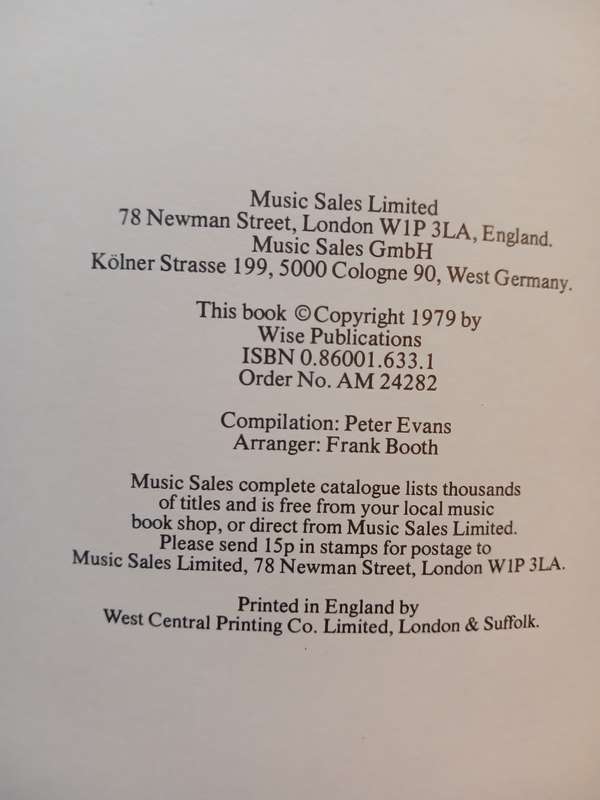 Music Sales Limited
78 Newman Street, London W1P 3LA, England.
Music Sales GmbH
Kölner Strasse 199, 5000 Cologne 90, West Germany.
This book ©Copyright 1979 by
Wise Publications
ISBN 0.86001.633.1
Order No. AM 24282
Compilation: Peter Evans
Arranger: Frank Booth
Music Sales complete catalogue lists thousands
of titles and is free from your local music
book shop, or direct from Music Sales Limited.
Please send 15p in stamps for postage to
Music Sales Limited, 78 Newman Street, London W1P 3LA.
Printed in England by
West Central Printing Co. Limited, London & Suffolk.